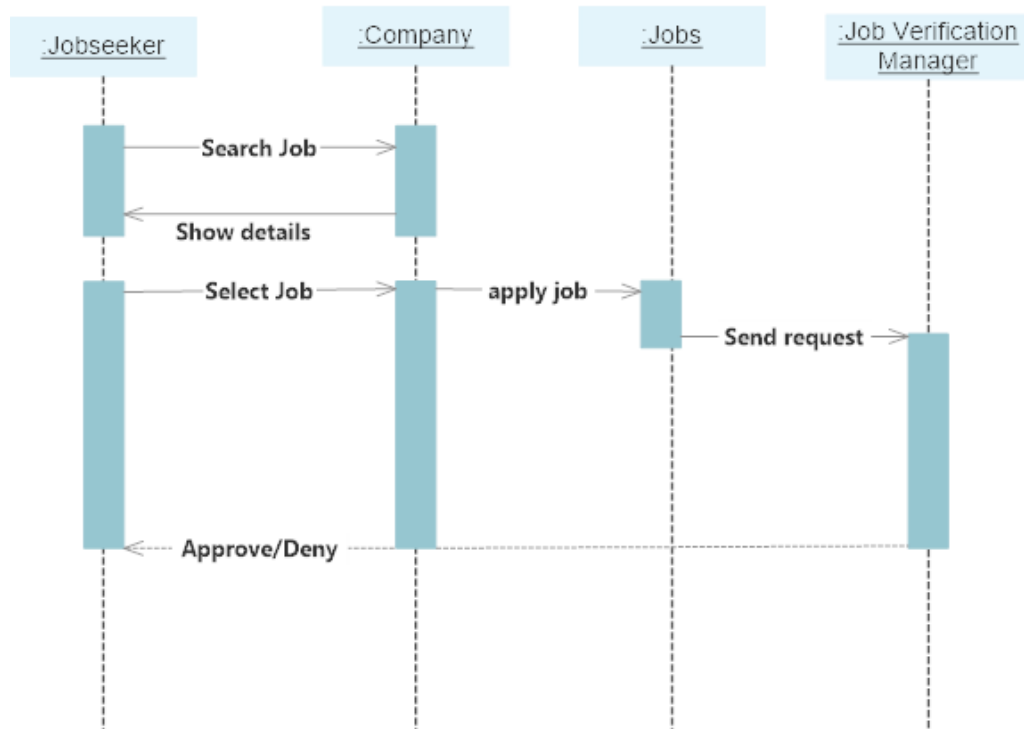 :Jobseeker
:Company
:Jobs
:Job Verification
Manager
Search Job
Show details
Select Job
apply job
Send request
Approve/Deny